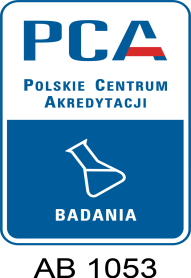 PCA
POLSKIE CENTRUM
AKREDYTACJI
BADANIA
AB 1053